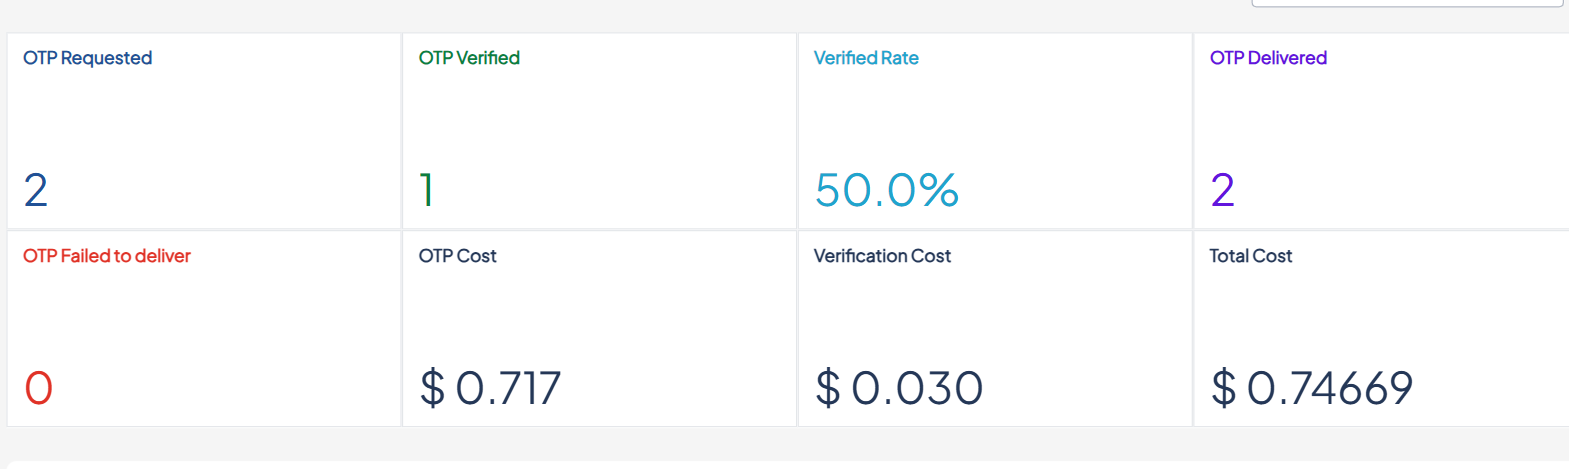 OTP Requested
OTP Verified
Verified Rate
OTP Delivered
2
1
50.0%
2
OTP Failed to deliver
OTP Cost
Verification Cost
Total Cost
0
$ 0.717
$ 0.030
$ 0.74669